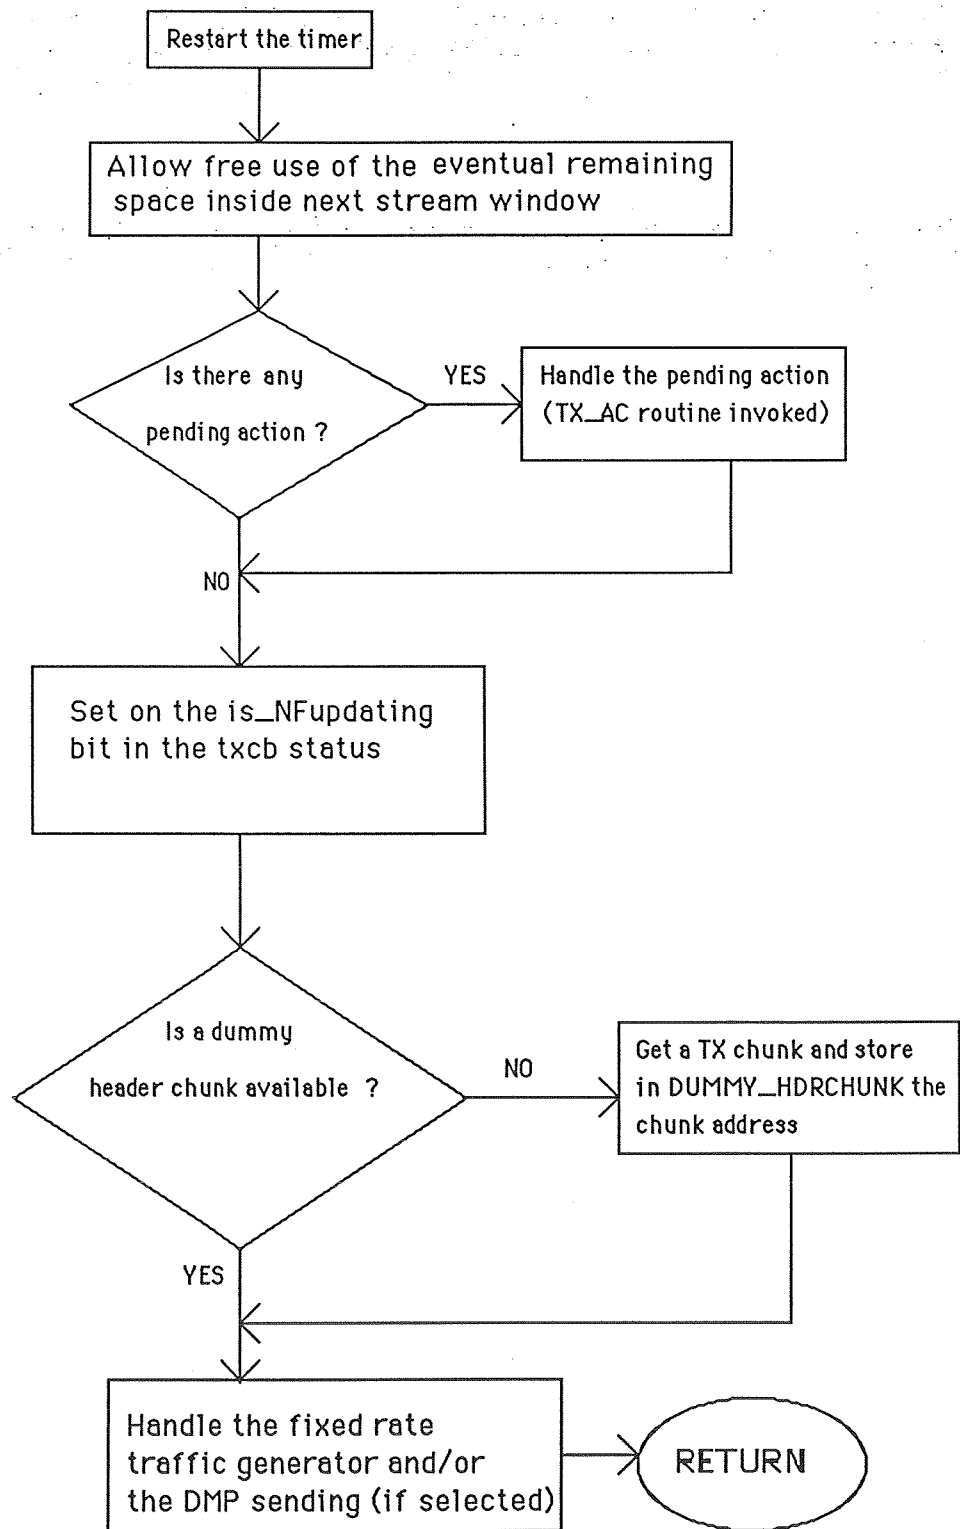 Restart the timer
Allow free use of the eventual remaining
space inside next stream window
Is there any
pending action ?
YES
Handle the pending action
(TX_AC routine invoked)
NO
Set on the is_NFupdating
bit in the txcb status
Is a dummy
header chunk available ?
NO
Get a TX chunk and store
in DUMMY_HDRCHUNK the
chunk address
YES
Handle the fixed rate
traffic generator and/or
the DMP sending (if selected)
RETURN